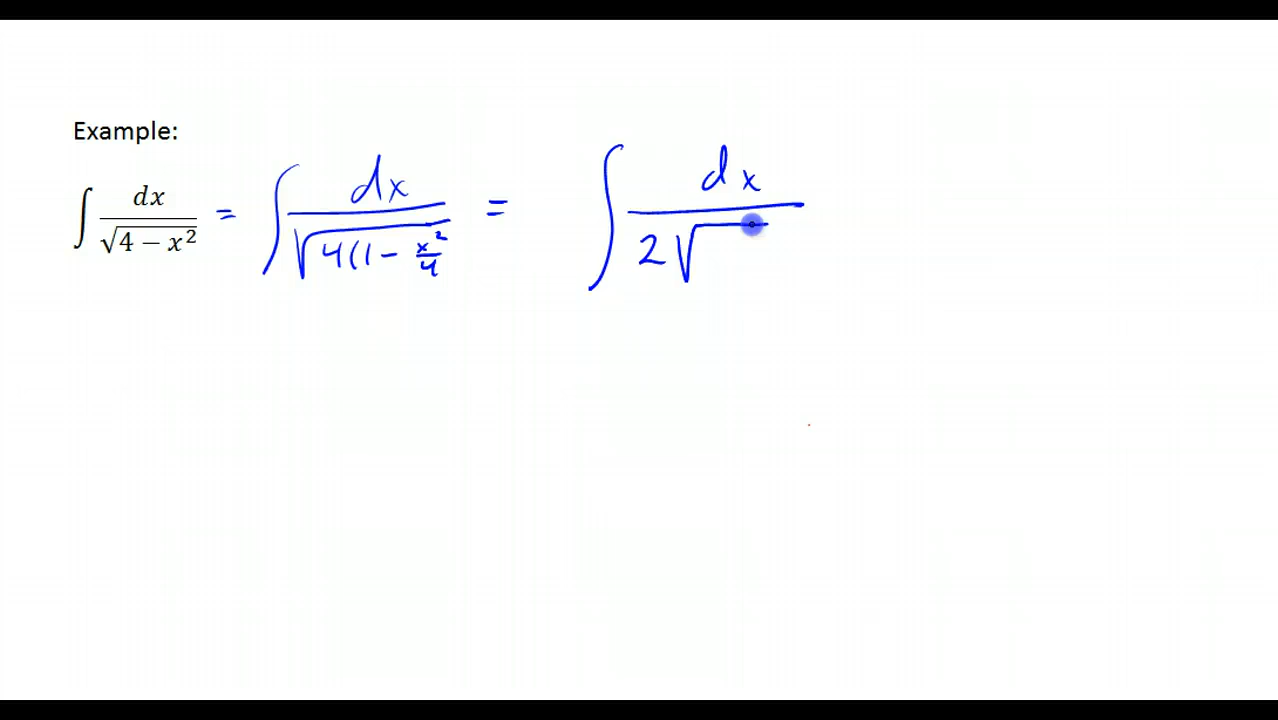 Example:
∫ dx / √(4 − x²) = ∫ dx / √(4(1 − x²/4 = ∫ dx / 2√